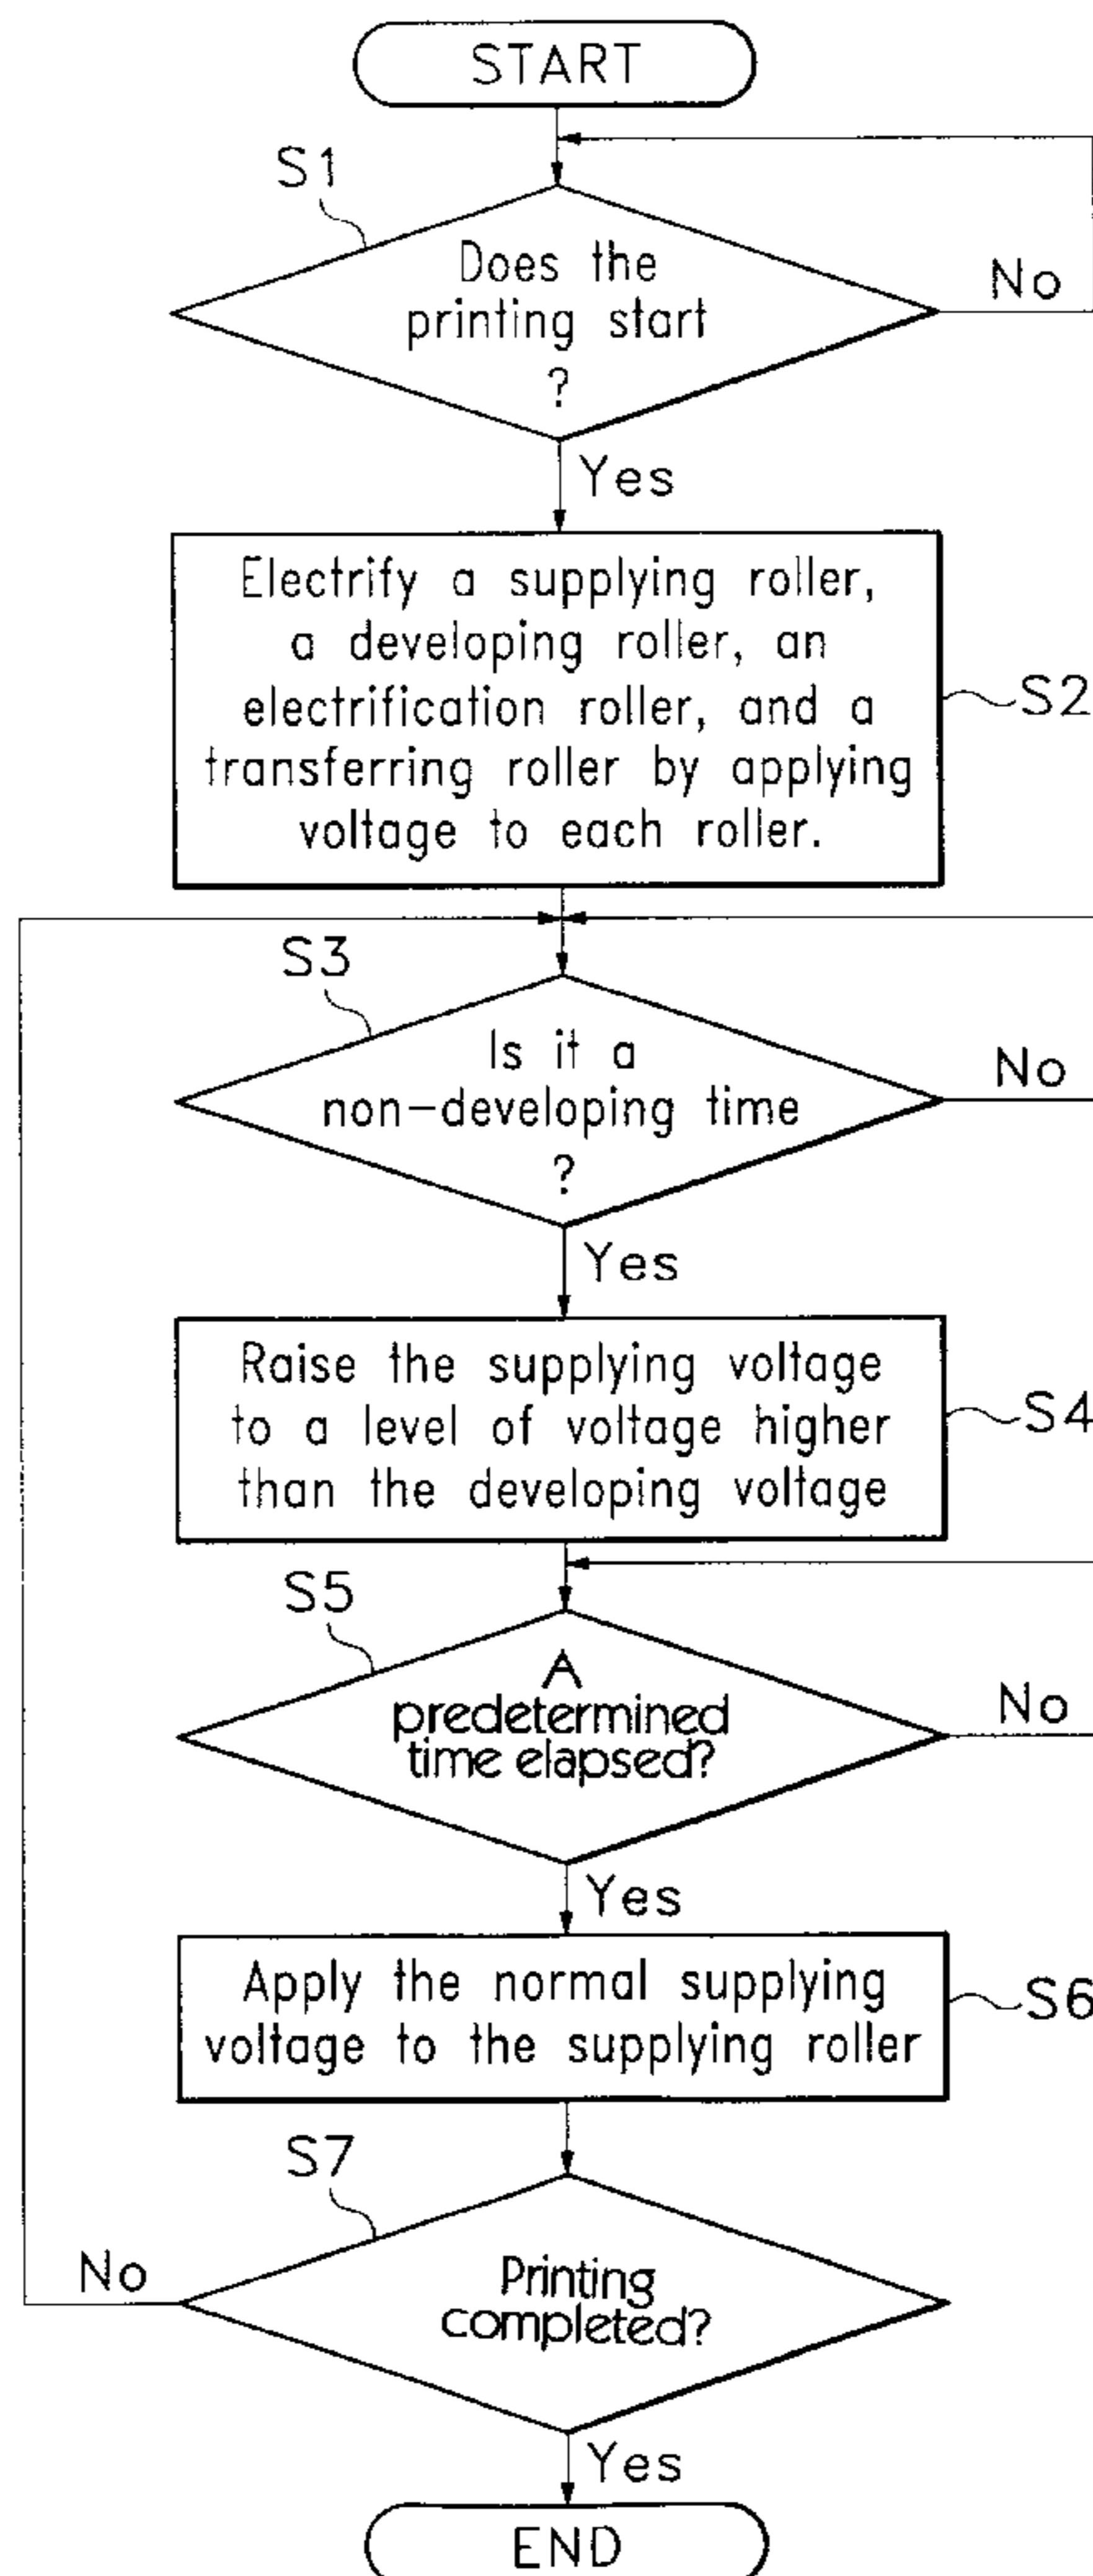 START
S1
Does the
printing start
?
No
Yes
Electrify a supplying roller,
a developing roller, an
electrification roller, and a
transferring roller by applying
voltage to each roller.
S2
S3
Is it a
non-developing time
?
No
Yes
Raise the supplying voltage
to a level of voltage higher
than the developing voltage
S4
S5
A
predetermined
time elapsed?
No
Yes
Apply the normal supplying
voltage to the supplying roller
S6
S7
Printing
completed?
No
Yes
END